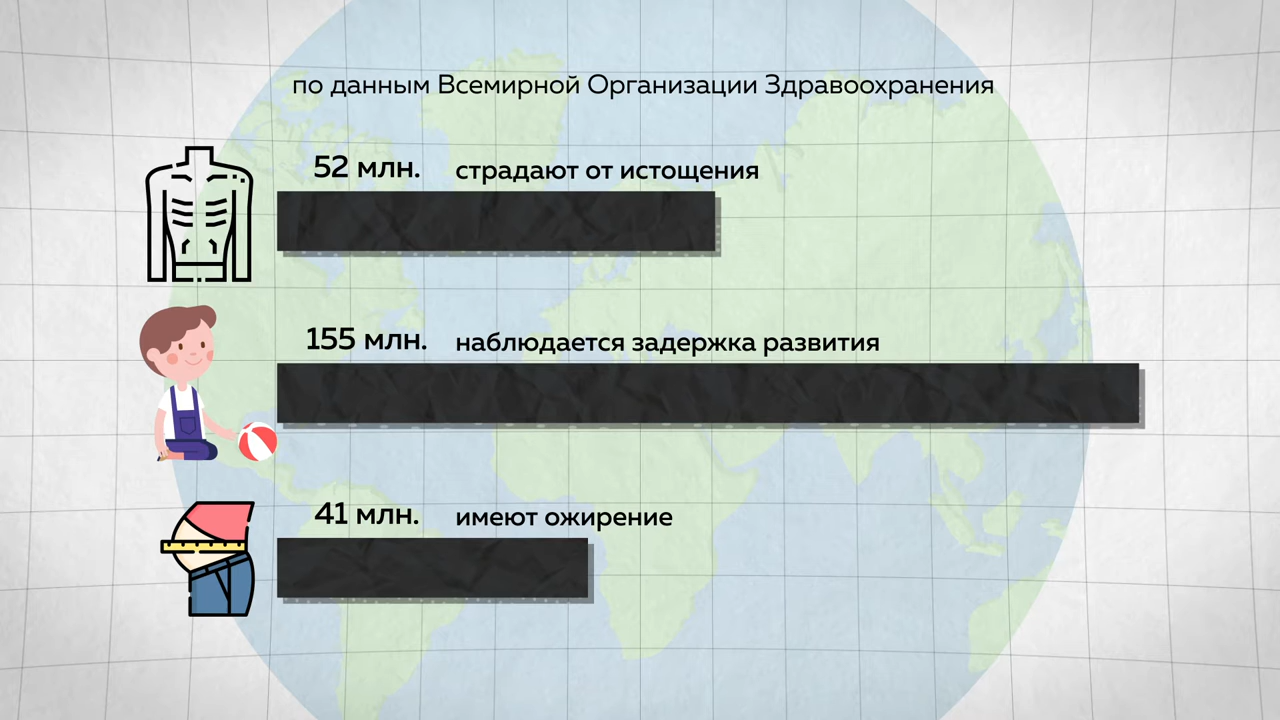 по данным Всемирной Организации Здравоохранения
52 млн. страдают от истощения
155 млн. наблюдается задержка развития
41 млн. имеют ожирение